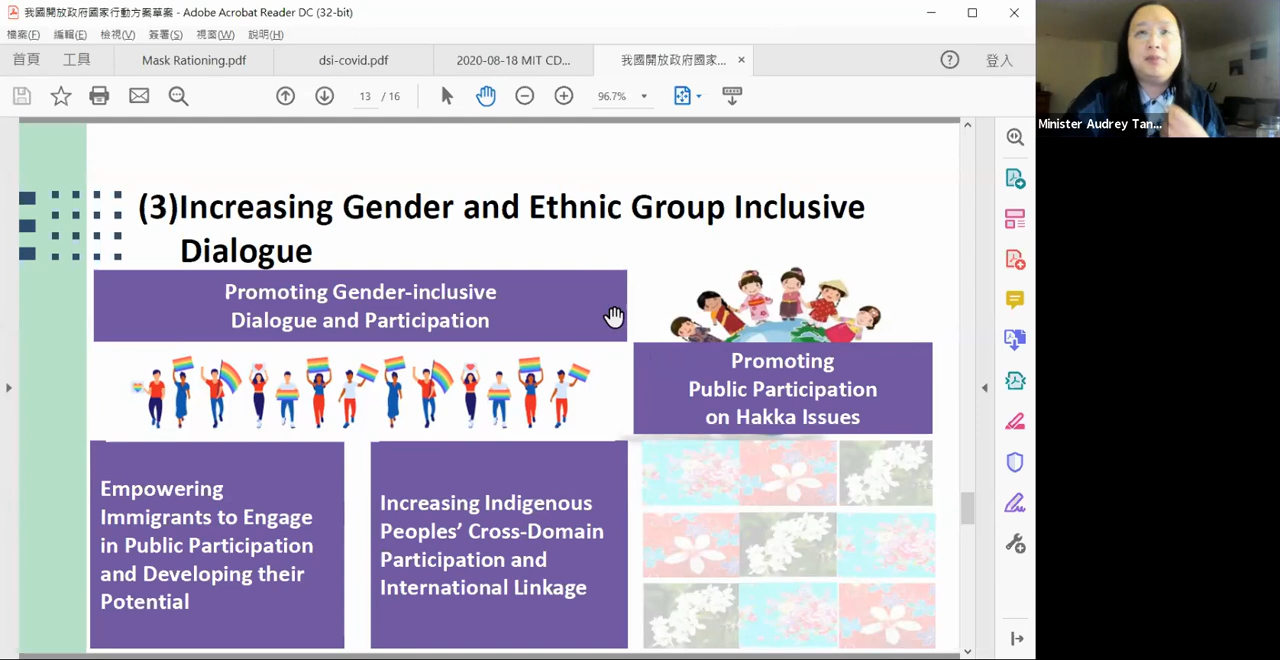 我國開放政府國家行動方案草案 - Adobe Acrobat Reader DC (32-bit)
檔案(F) 編輯(E) 檢視(V) 簽署(S) 視窗(W) 說明(H)
首頁 工具 Mask Rating.pdf dsi-covid.pdf 2020-08-18 MIT CD... 我國開放政府國家... × 登入
13 / 16 96.7%
Minister Audrey Tan...
(3)Increasing Gender and Ethnic Group Inclusive
Dialogue
Promoting Gender-inclusive
Dialogue and Participation
Promoting
Public Participation
on Hakka Issues
Empowering
Immigrants to Engage
in Public Participation
and Developing their
Potential
Increasing Indigenous
Peoples’ Cross-Domain
Participation and
International Linkage